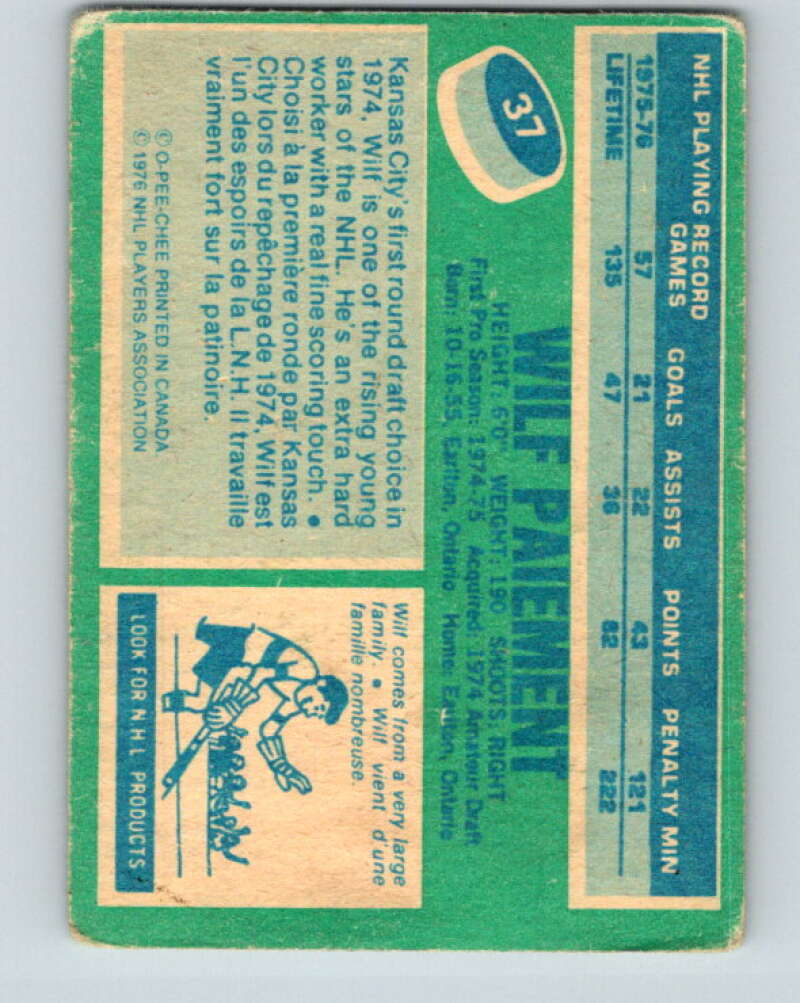 NHL PLAYING RECORD
GAMES GOALS ASSISTS POINTS PENALTY MIN
1975-76 57 21 22 43 121
LIFETIME 135 47 36 82 222
37
WILF PAIEMENT
HEIGHT: 6'0" WEIGHT: 190 SHOOTS RIGHT
First Pro Season: 1974-75 Acquired: 1974 Amateur Draft
Born: 10-16-55, Earlton, Ontario Home: Earlton, Ontario
Kansas City's first round draft choice in
1974, Wilf is one of the rising young
stars of the NHL. He's an extra hard
worker with a real fine scoring touch. •
Choisi à la première ronde par Kansas
City lors du repêchage de 1974, Wilf est
l'un des espoirs de la L.N.H. Il travaille
vraiment fort sur la patinoire.
© O-PEE-CHEE PRINTED IN CANADA
© 1976 NHL PLAYERS ASSOCIATION
Wilf comes from a very large
family. • Wilf vient d'une
famille nombreuse.
LOOK FOR N.H.L. PRODUCTS